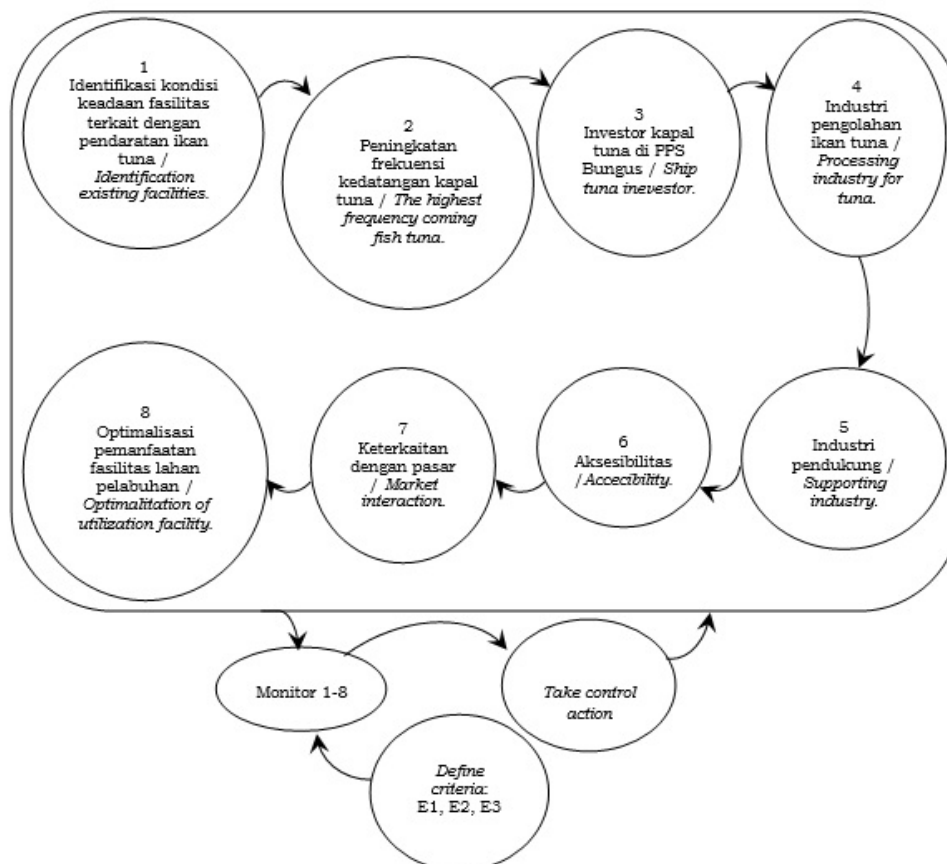 1
Identifikasi kondisi
keadaan fasilitas
terkait dengan
pendaratan ikan
tuna /
Identification
existing facilities.
2
Peningkatan
frekuensi
kedatangan kapal
tuna / The highest
frequency coming
fish tuna.
3
Investor kapal
tuna di PPS
Bungus / Ship
tuna inevestor.
4
Industri
pengolahan
ikan tuna /
Processing
industry for
tuna.
5
Industri
pendukung /
Supporting
industry.
6
Aksesibilitas
/Accecibility.
7
Keterkaitan
dengan pasar
/ Market
interaction.
8
Optimalisasi
pemanfaatan
fasilitas lahan
pelabuhan /
Optimalitation of
utilization facility.
Monitor 1-8
Take control
action
Define
criteria:
E1, E2, E3